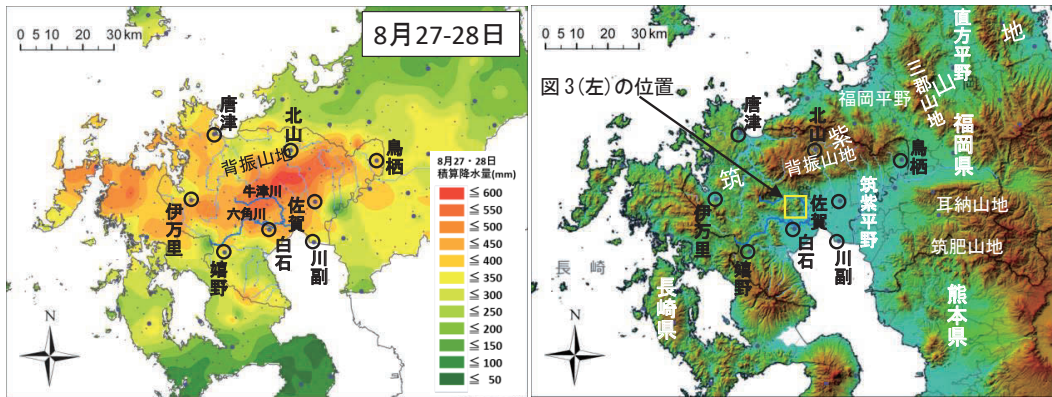 0 5 10 20 30km
8月27-28日
唐津
北山
背振山地
鳥栖
牛津川
六角川
佐賀
伊万里
白石
川副
嬉野
N
8月27・28日
積算降水量(mm)
≦ 600
≦ 550
≦ 500
≦ 450
≦ 400
≦ 350
≦ 300
≦ 250
≦ 200
≦ 150
≦ 100
≦ 50
0 5 10 20 30km
図3(左)の位置
直方平野
三郡山地
福岡平野
福岡県
唐津
北山
背振山地
鳥栖
筑紫山地
筑紫平野
耳納山地
筑肥山地
伊万里
白石
川副
嬉野
長崎
長崎県
熊本県
N